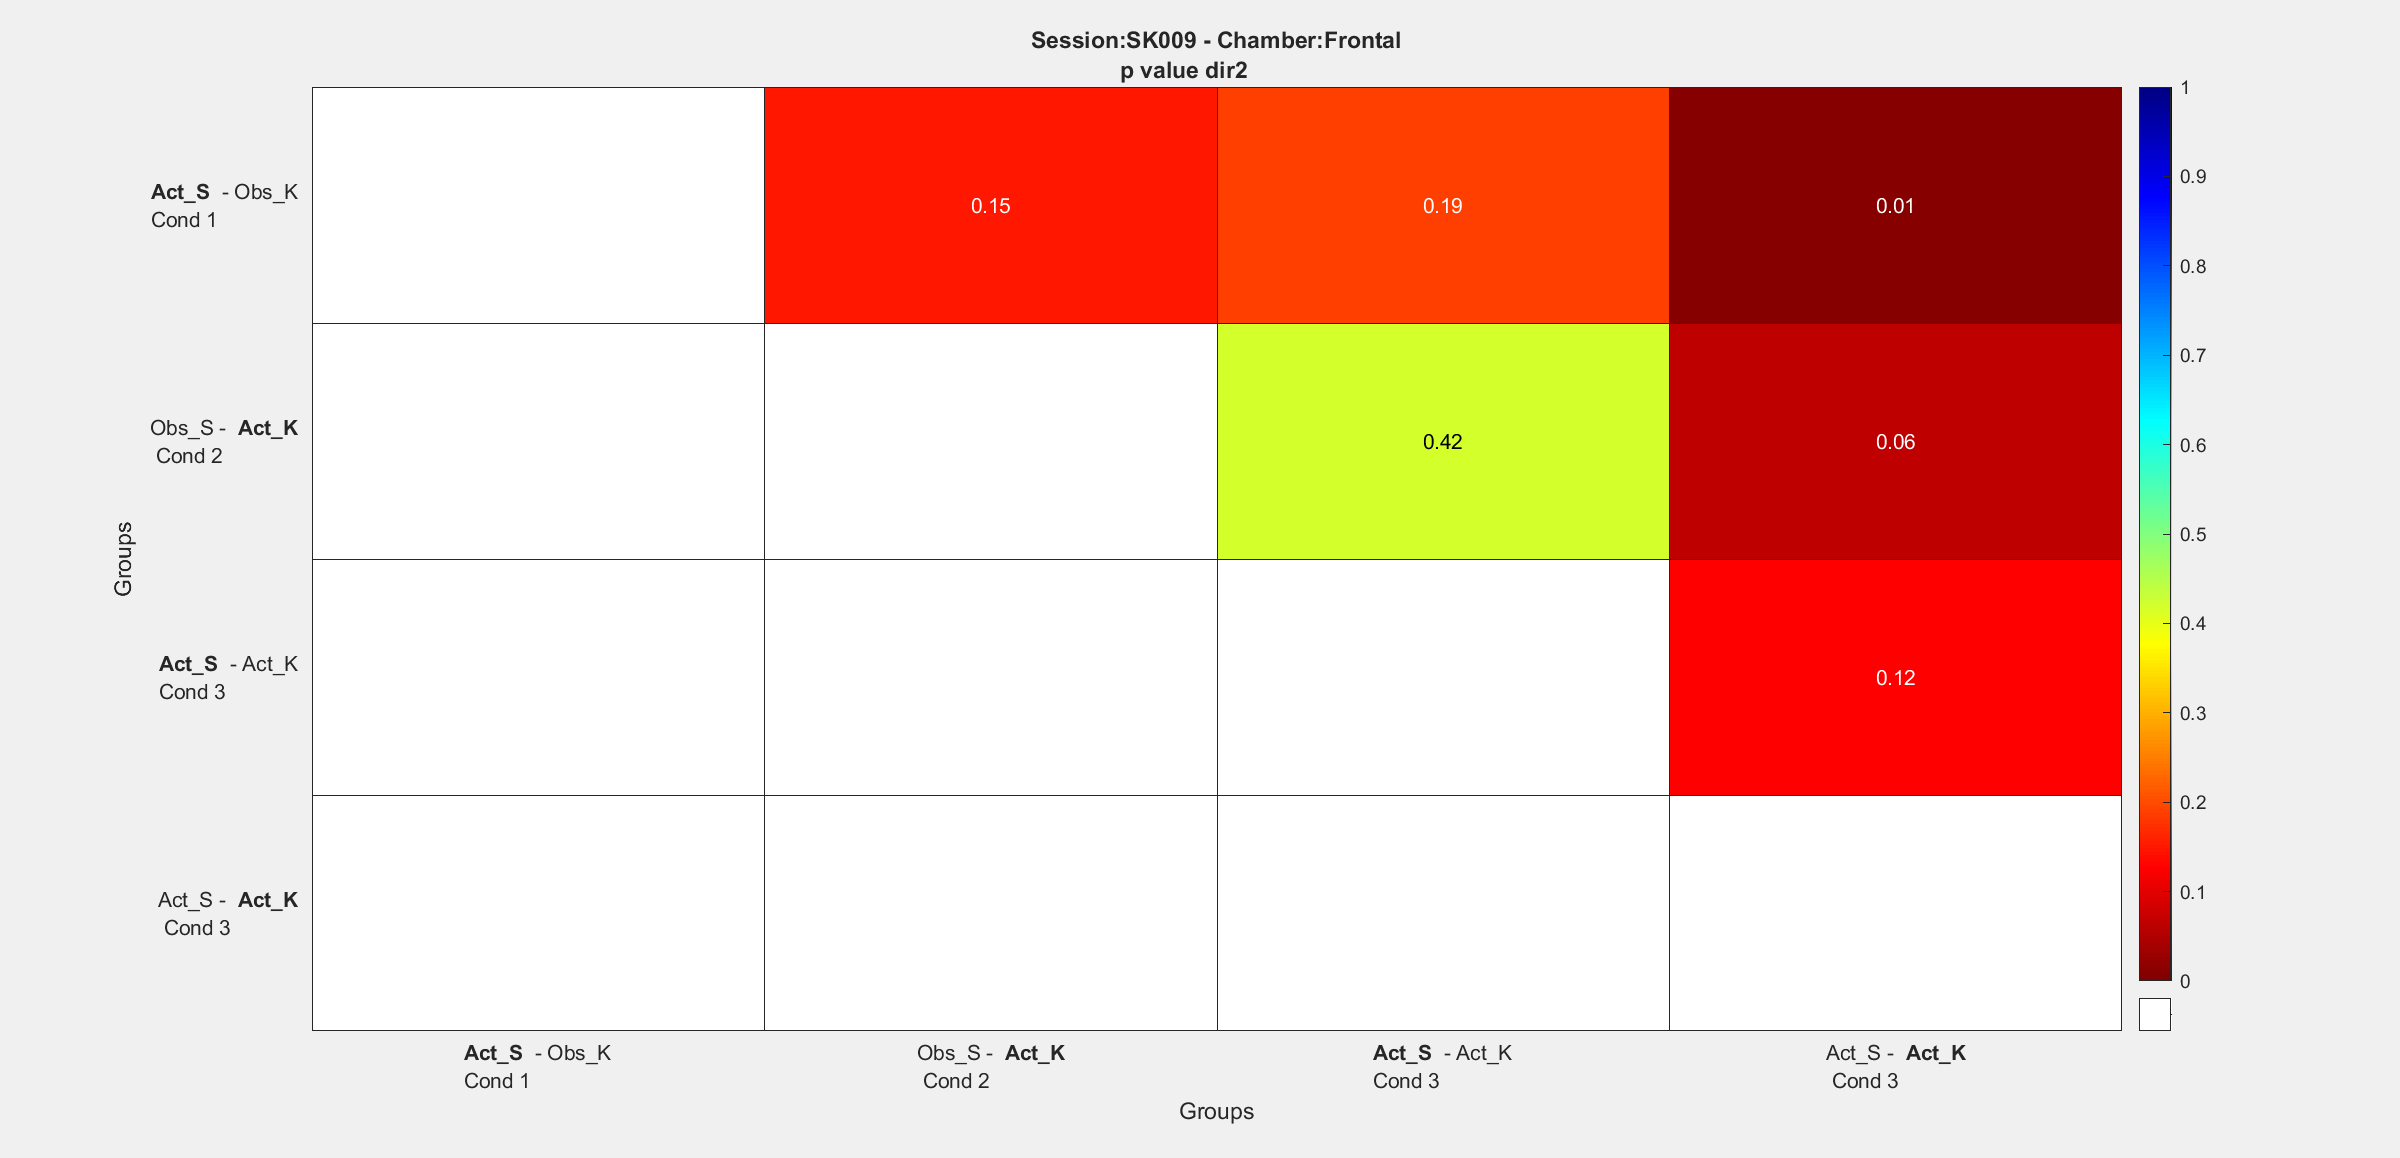 Session:SK009 - Chamber:Frontal
p value dir2
Act_S - Obs_K
Cond 1
0.15
0.19
0.01
Obs_S - Act_K
Cond 2
0.42
0.06
Act_S - Act_K
Cond 3
0.12
Act_S - Act_K
Cond 3
Groups
Act_S - Obs_K
Cond 1
Obs_S - Act_K
Cond 2
Act_S - Act_K
Cond 3
Act_S - Act_K
Cond 3
Groups
1
0.9
0.8
0.7
0.6
0.5
0.4
0.3
0.2
0.1
0